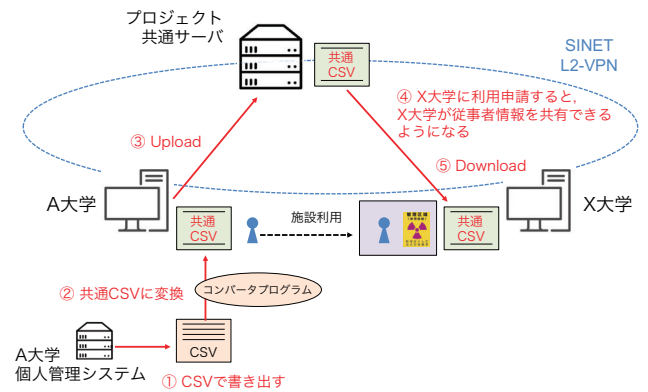 プロジェクト
共通サーバ
共通
CSV
SINET
L2-VPN
④ X大学に利用申請すると,
X大学が従事者情報を共有できる
ようになる
③ Upload
⑤ Download
A大学
X大学
共通
CSV
施設利用
管理区域
共通
CSV
② 共通CSVに変換
コンバータプログラム
A大学
個人管理システム
CSV
① CSVで書き出す